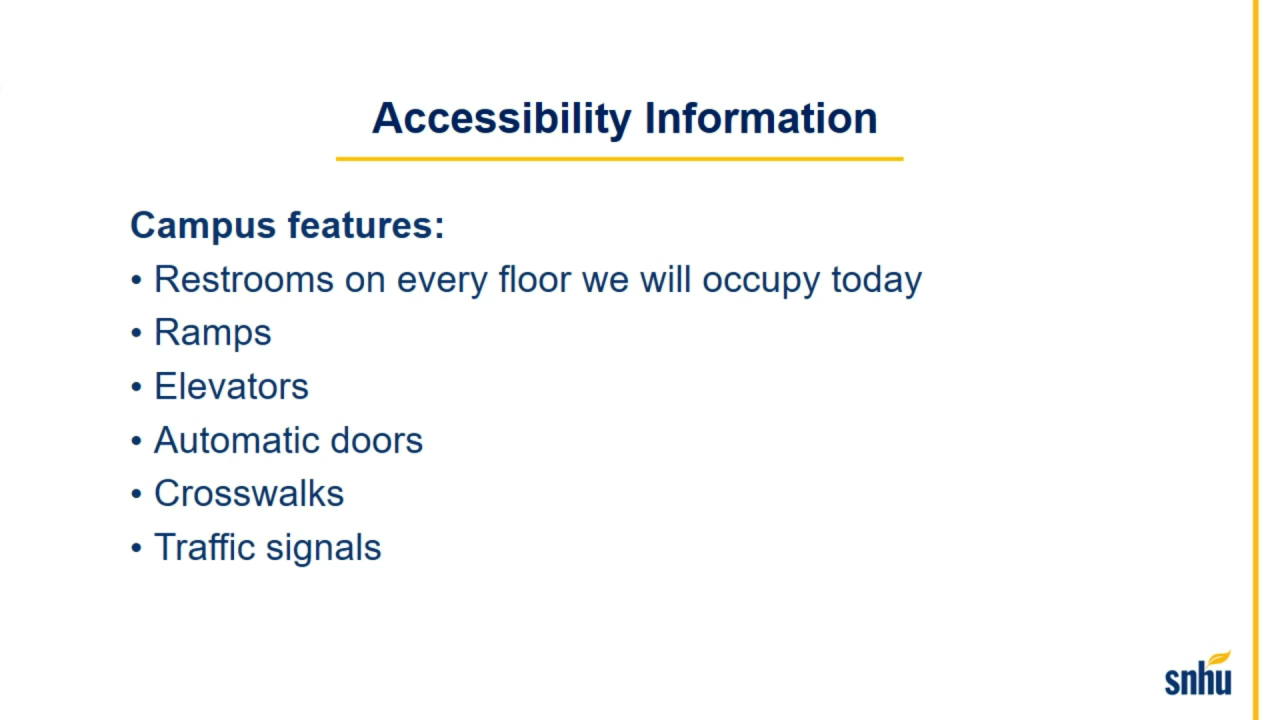 Accessibility Information
Campus features:
• Restrooms on every floor we will occupy today
• Ramps
• Elevators
• Automatic doors
• Crosswalks
• Traffic signals
snhu